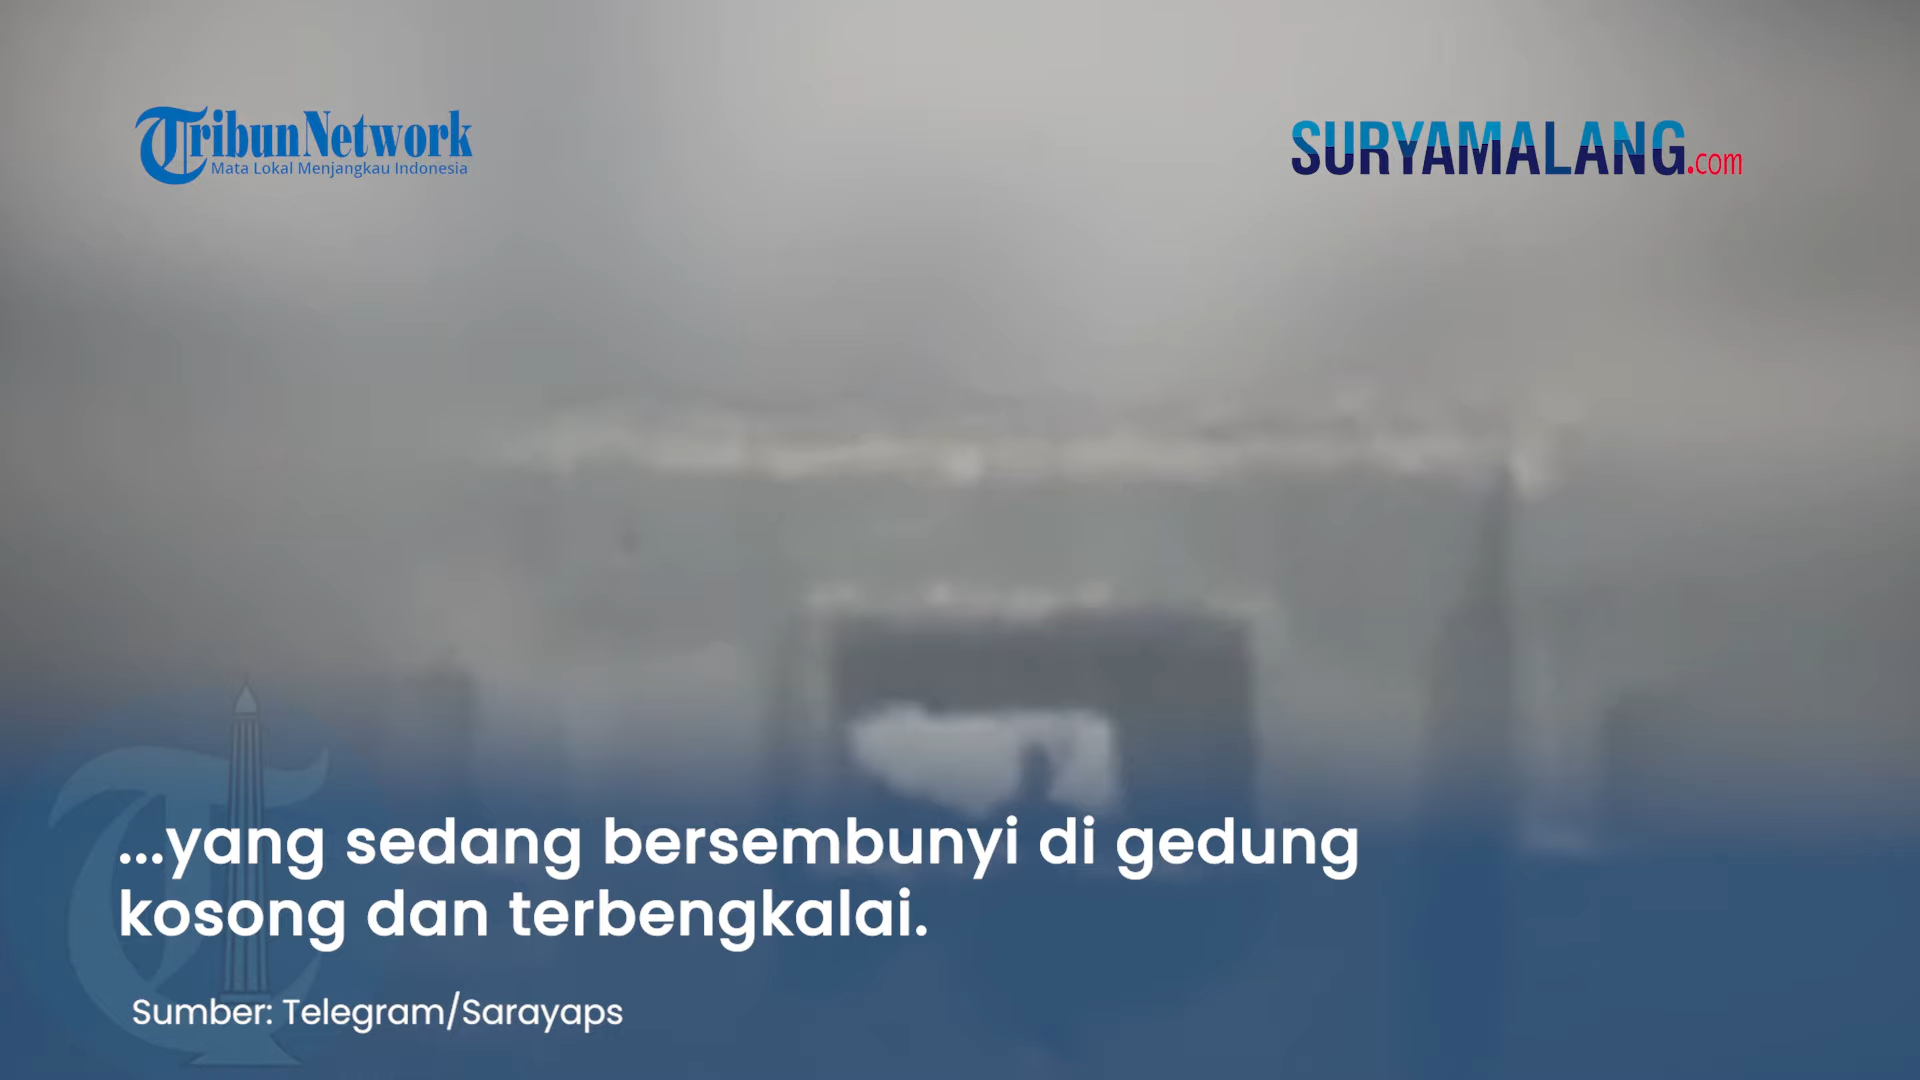 TribunNetwork
Mata Lokal Menjangkau Indonesia
SURYAMALANG.com
...yang sedang bersembunyi di gedung
kosong dan terbengkalai.
Sumber: Telegram/Sarayaps